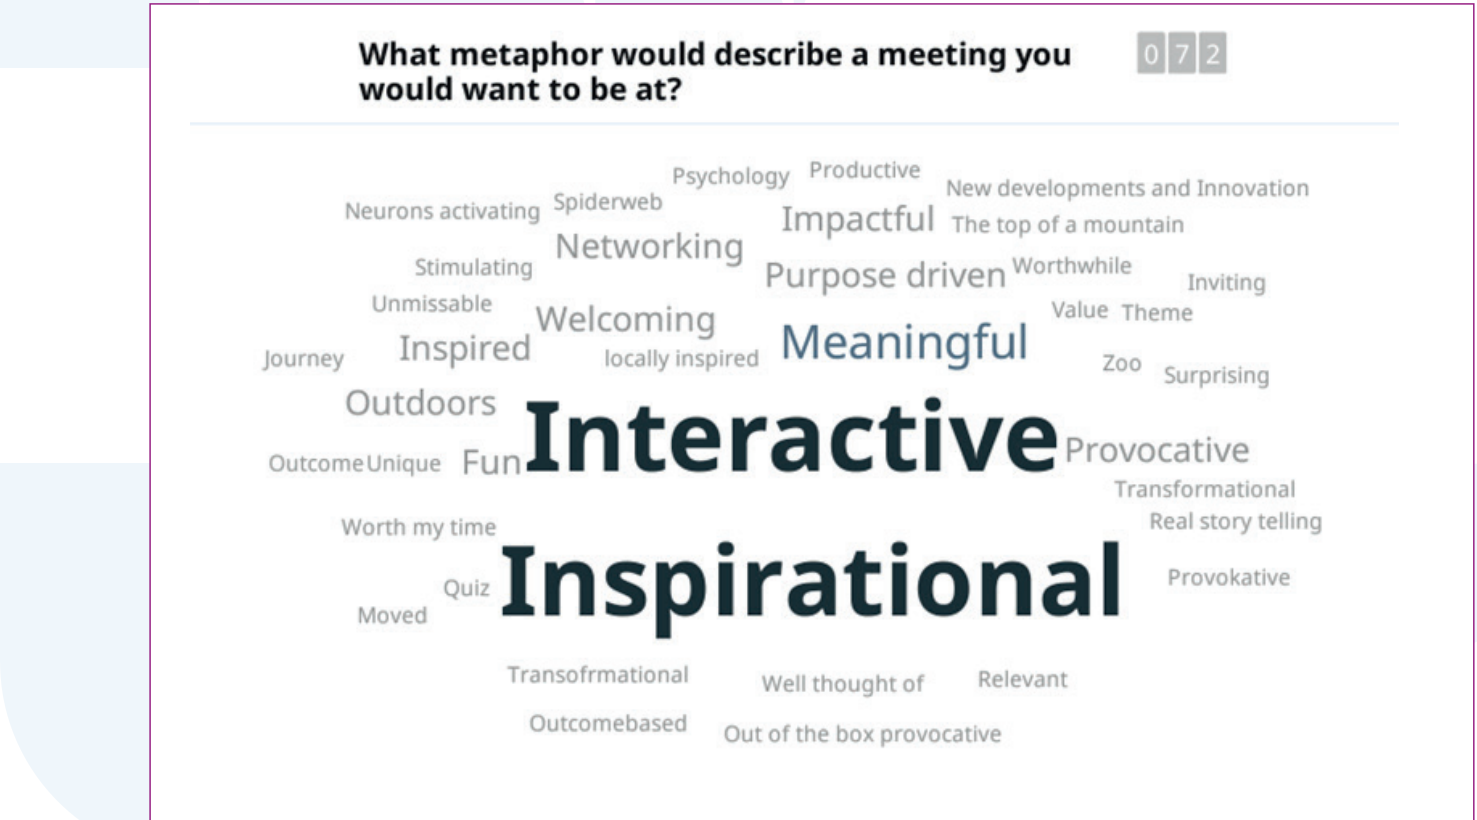 What metaphor would describe a meeting you
would want to be at?
072
Psychology
Productive
New developments and Innovation
Neurons activating
Spiderweb
Impactful
The top of a mountain
Networking
Stimulating
Purpose driven
Worthwhile
Inviting
Unmissable
Welcoming
Value
Theme
Journey
Inspired
locally inspired
Meaningful
Zoo
Surprising
Outdoors
Interactive
Provocative
Outcome
Unique
Fun
Transformational
Worth my time
Real story telling
Inspirational
Quiz
Provokative
Moved
Transofrmational
Well thought of
Relevant
Outcomebased
Out of the box provocative